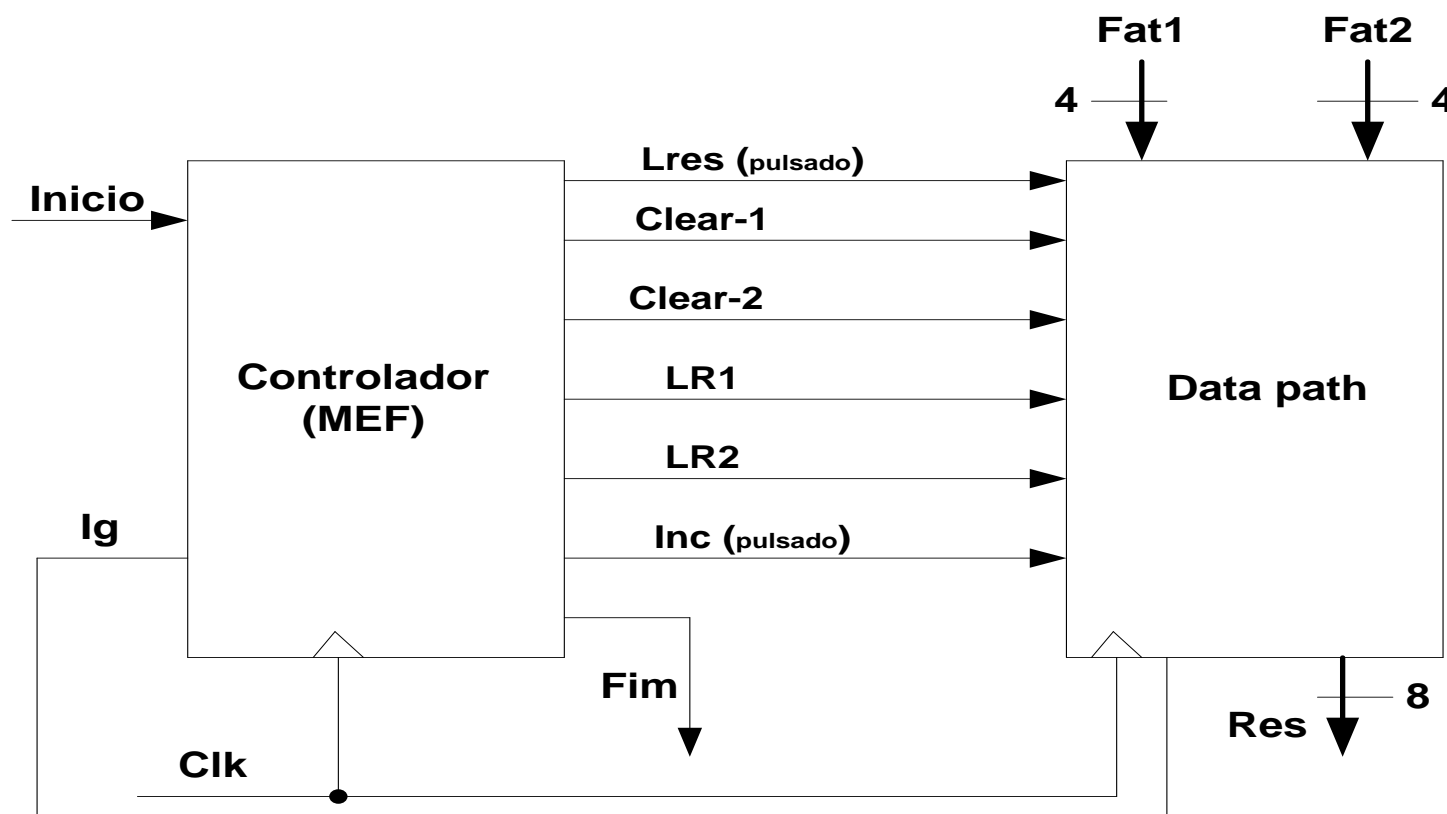 Fat1 Fat2
4 4
Lres (pulsado)
Inicio
Clear-1
Clear-2
Controlador
(MEF)
LR1
Data path
LR2
Ig
Inc (pulsado)
Fim
8
Res
Clk